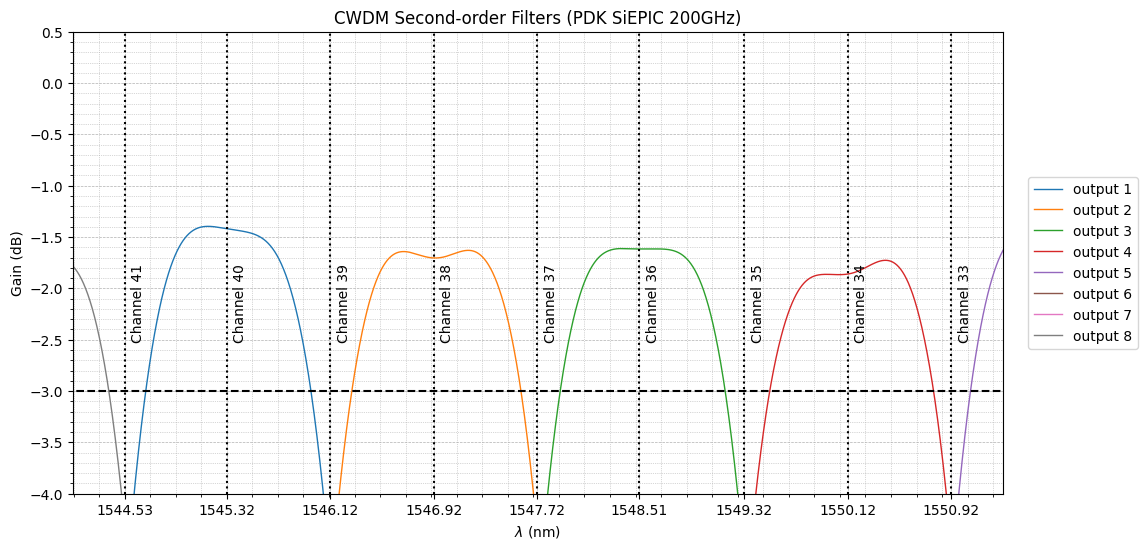 CWDM Second-order Filters (PDK SiEPIC 200GHz)
Gain (dB)
0.5
0.0
−0.5
−1.0
−1.5
−2.0
−2.5
−3.0
−3.5
−4.0
Channel 41
Channel 40
Channel 39
Channel 38
Channel 37
Channel 36
Channel 35
Channel 34
Channel 33
1544.53 1545.32 1546.12 1546.92 1547.72 1548.51 1549.32 1550.12 1550.92
λ (nm)
output 1
output 2
output 3
output 4
output 5
output 6
output 7
output 8